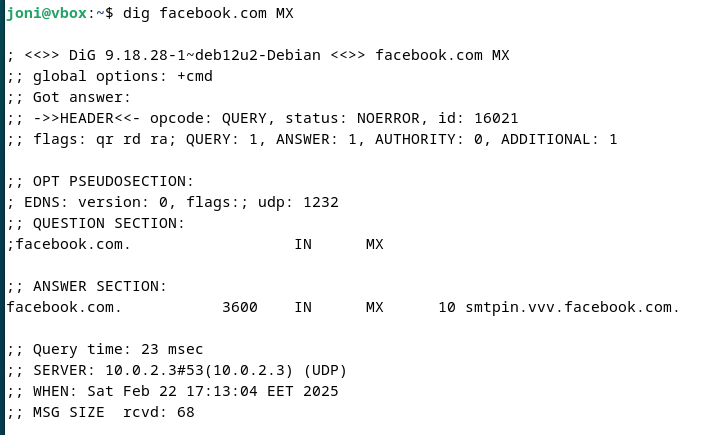 joni@vbox:~$ dig facebook.com MX

; <<>> DiG 9.18.28-1~deb12u2-Debian <<>> facebook.com MX
;; global options: +cmd
;; Got answer:
;; ->>HEADER<<- opcode: QUERY, status: NOERROR, id: 16021
;; flags: qr rd ra; QUERY: 1, ANSWER: 1, AUTHORITY: 0, ADDITIONAL: 1

;; OPT PSEUDOSECTION:
; EDNS: version: 0, flags:; udp: 1232
;; QUESTION SECTION:
;facebook.com.                  IN      MX

;; ANSWER SECTION:
facebook.com.           3600    IN      MX      10 smtpin.vvv.facebook.com.

;; Query time: 23 msec
;; SERVER: 10.0.2.3#53(10.0.2.3) (UDP)
;; WHEN: Sat Feb 22 17:13:04 EET 2025
;; MSG SIZE  rcvd: 68